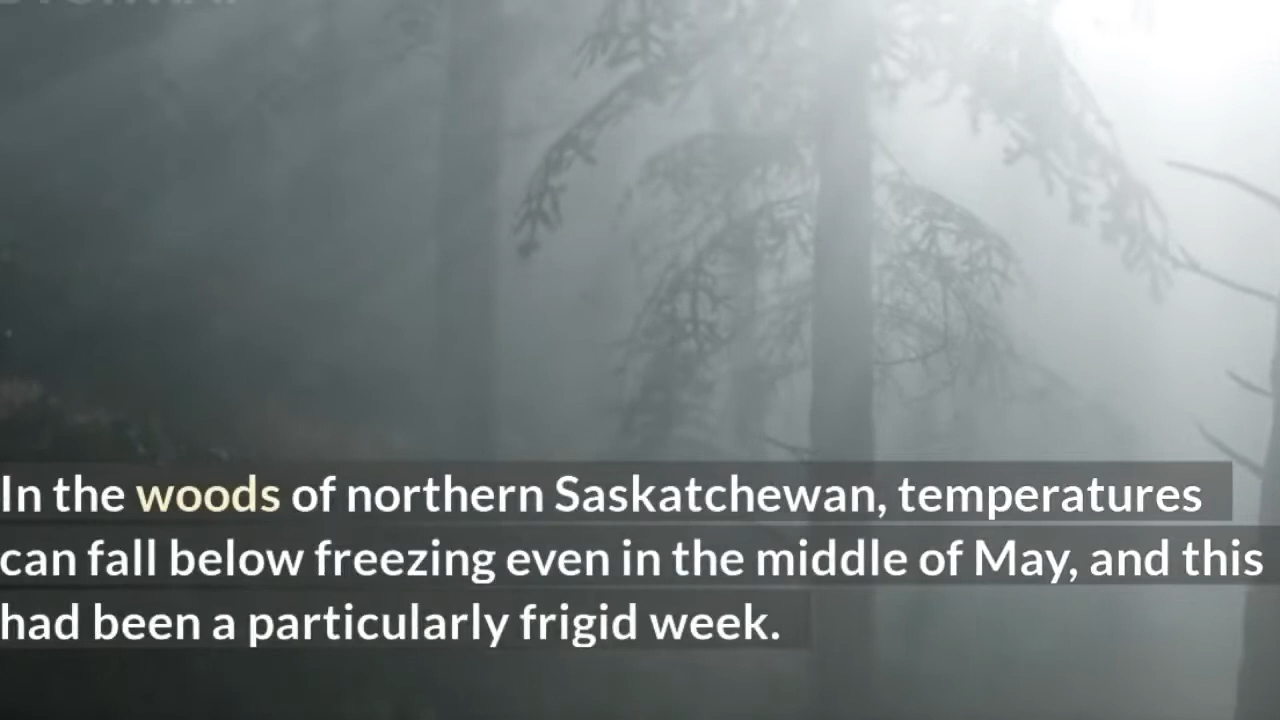 In the woods of northern Saskatchewan, temperatures
can fall below freezing even in the middle of May, and this
had been a particularly frigid week.